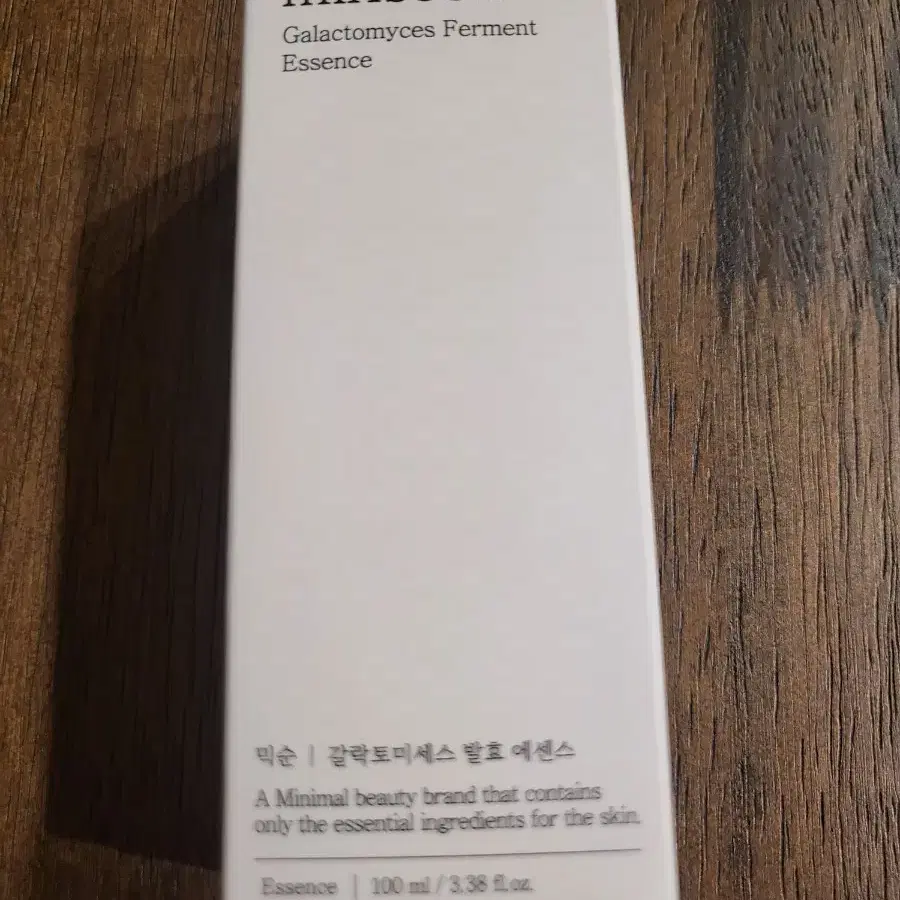 Galactomyces Ferment
Essence
믹순 | 갈락토미세스 발효 에센스
A Minimal beauty brand that contains
only the essential ingredients for the skin.
Essence | 100 ml / 3.38 fl.oz.